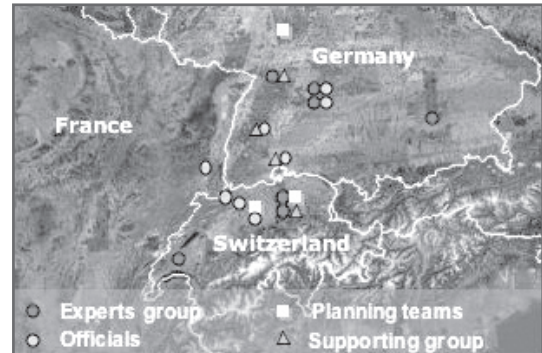 Germany
France
Switzerland
Experts group
Planning teams
Officials
Supporting group